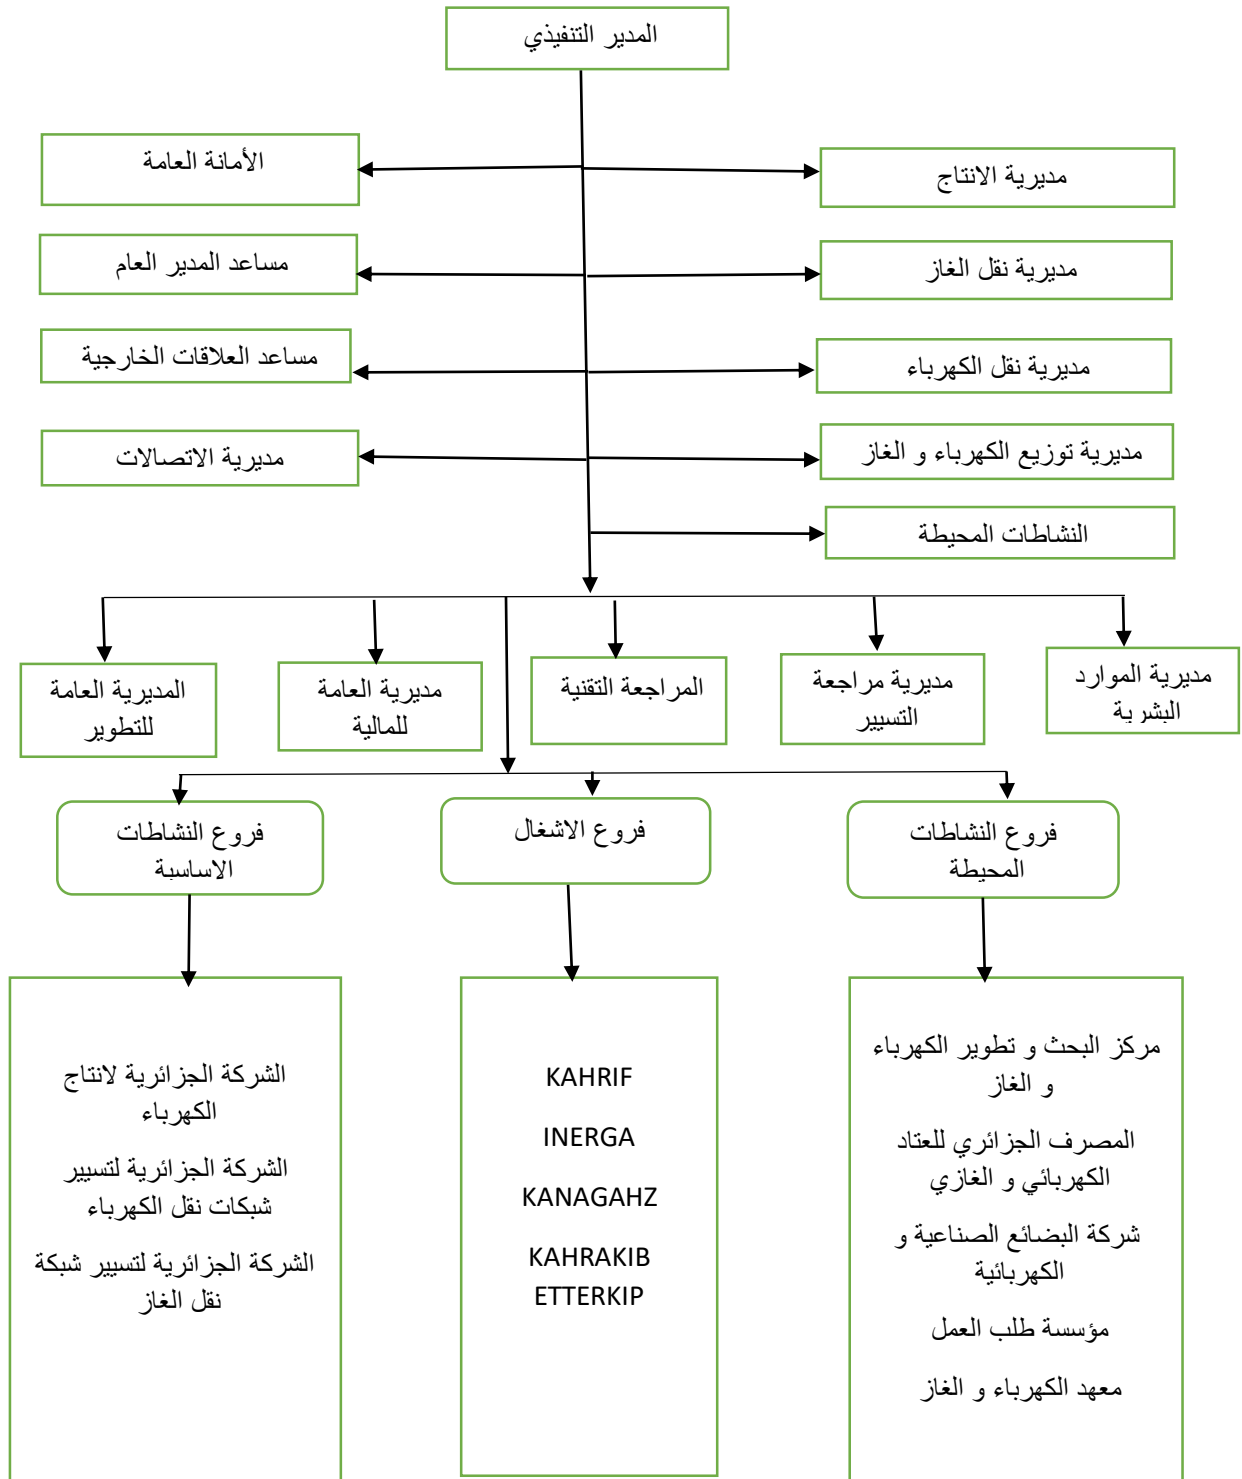 المدير التنفيذي
مديرية الانتاج
الأمانة العامة
مديرية نقل الغاز
مساعد المدير العام
مديرية نقل الكهرباء
مساعد العلاقات الخارجية
مديرية توزيع الكهرباء و الغاز
مديرية الاتصالات
النشاطات المحيطة
مديرية الموارد
البشرية
مديرية مراجعة
التسيير
المراجعة التقنية
مديرية العامة
للمالية
المديرية العامة
للتطوير
فروع النشاطات
المحيطة
فروع الاشغال
فروع النشاطات
الاساسية
مركز البحث و تطوير الكهرباء
و الغاز
المصرف الجزائري للعتاد
الكهربائي و الغازي
شركة البضائع الصناعية و
الكهربائية
مؤسسة طلب العمل
معهد الكهرباء و الغاز
KAHRIF
INERGA
KANAGAHZ
KAHRAKIB
ETTERKIP
الشركة الجزائرية لانتاج
الكهرباء
الشركة الجزائرية لتسيير
شبكات نقل الكهرباء
الشركة الجزائرية لتسيير شبكة
نقل الغاز